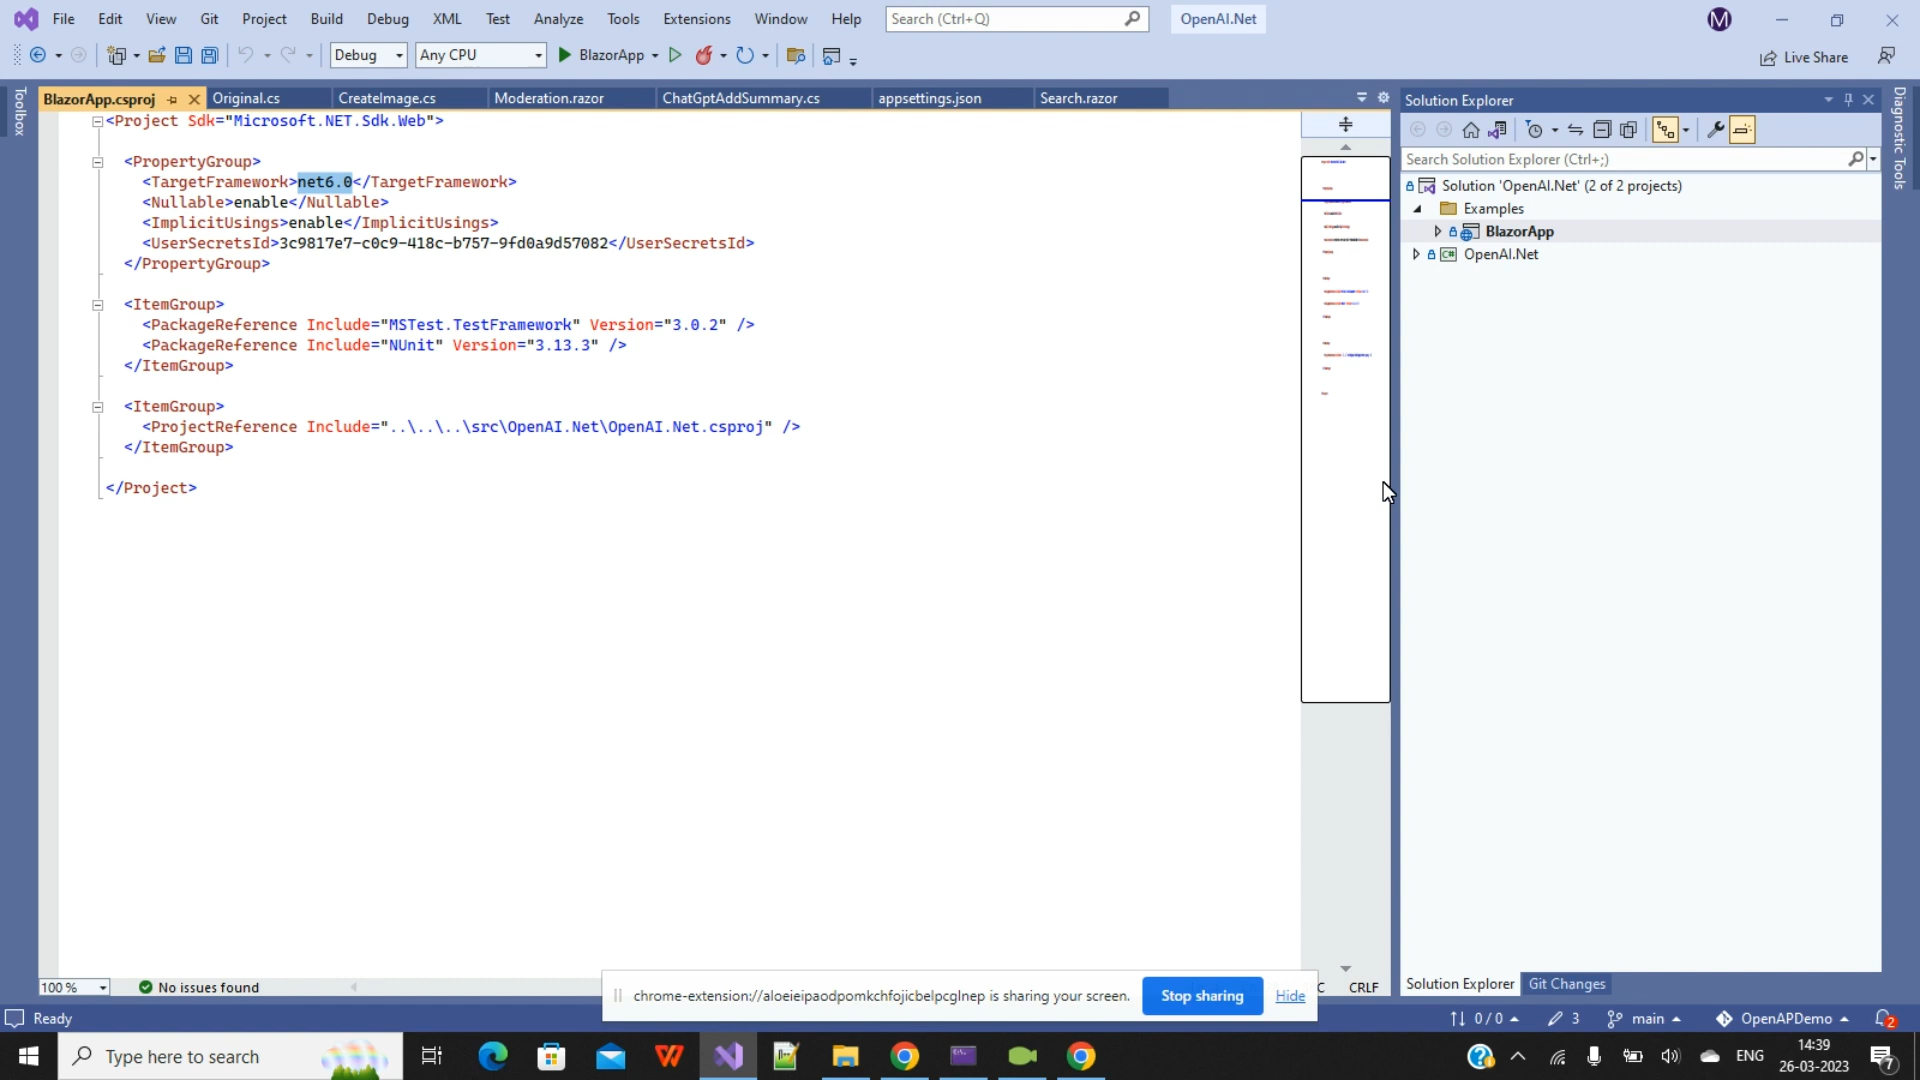 File Edit View Git Project Build Debug XML Test Analyze Tools Extensions Window Help Search (Ctrl+Q) OpenAI.Net M
Debug Any CPU BlazorApp Live Share
Toolbox
BlazorApp.csproj Original.cs CreateImage.cs Moderation.razor ChatGptAddSummary.cs appsettings.json Search.razor
<Project Sdk="Microsoft.NET.Sdk.Web">
<PropertyGroup>
<TargetFramework>net6.0</TargetFramework>
<Nullable>enable</Nullable>
<ImplicitUsings>enable</ImplicitUsings>
<UserSecretsId>3c9817e7-c0c9-418c-b757-9fd0a9d57082</UserSecretsId>
</PropertyGroup>
<ItemGroup>
<PackageReference Include="MSTest.TestFramework" Version="3.0.2" />
<PackageReference Include="NUnit" Version="3.13.3" />
</ItemGroup>
<ItemGroup>
<ProjectReference Include="..\..\..\src\OpenAI.Net\OpenAI.Net.csproj" />
</ItemGroup>
</Project>
Solution Explorer
Search Solution Explorer (Ctrl+;)
Solution 'OpenAI.Net' (2 of 2 projects)
Examples
BlazorApp
C# OpenAI.Net
Diagnostic Tools
Solution Explorer Git Changes
100 % No issues found
chrome-extension://aloeieipaodpomkchfojicbelpcglnep is sharing your screen. Stop sharing Hide
CRLF
Ready 0 / 0 3 main OpenAPDemo 2
Type here to search
ENG
14:39
26-03-2023
7